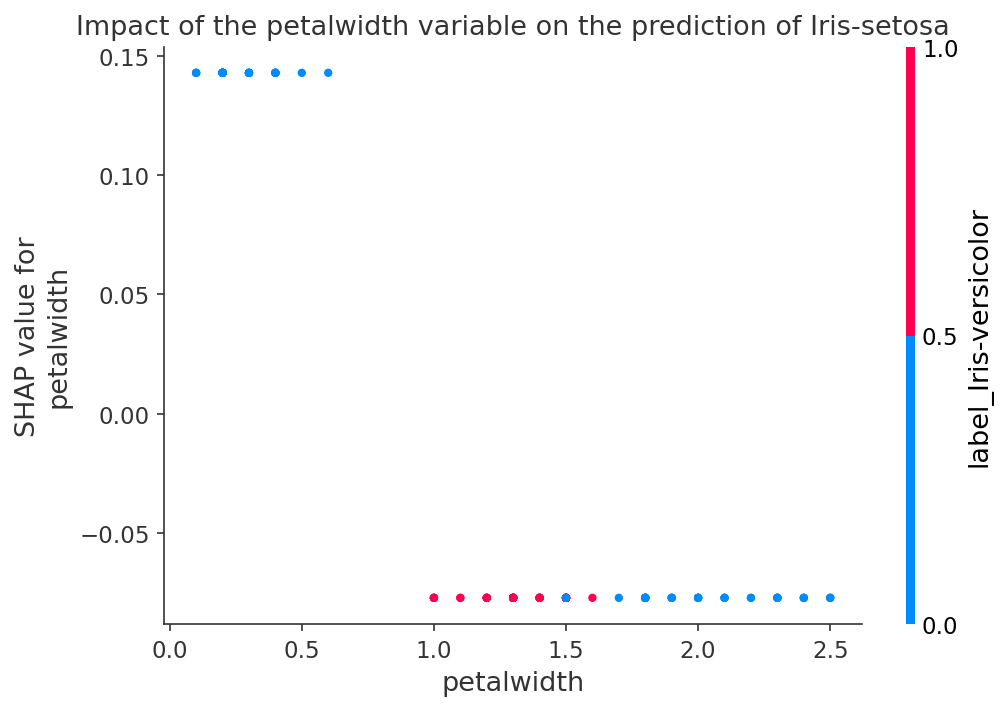 Impact of the petalwidth variable on the prediction of Iris-setosa
0.15
0.10
0.05
0.00
−0.05
SHAP value for
petalwidth
0.0
0.5
1.0
1.5
2.0
2.5
petalwidth
1.0
0.5
0.0
label_Iris-versicolor